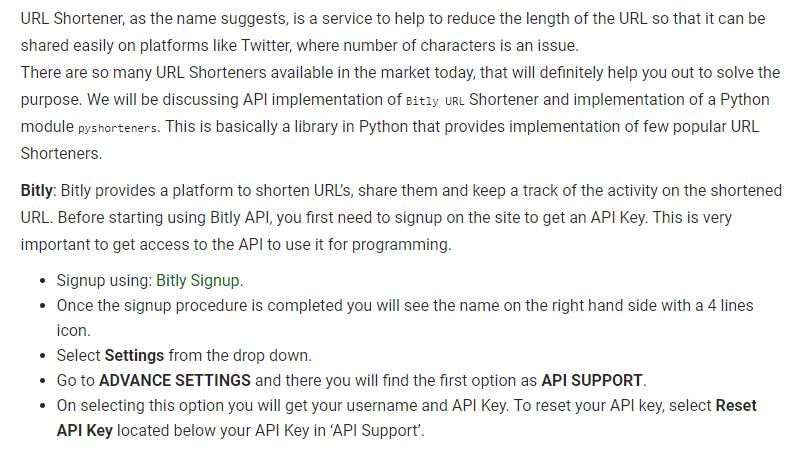 URL Shortener, as the name suggests, is a service to help to reduce the length of the URL so that it can be
shared easily on platforms like Twitter, where number of characters is an issue.
There are so many URL Shorteners available in the market today, that will definitely help you out to solve the
purpose. We will be discussing API implementation of Bitly URL Shortener and implementation of a Python
module pyshorteners. This is basically a library in Python that provides implementation of few popular URL
Shorteners.
Bitly: Bitly provides a platform to shorten URL's, share them and keep a track of the activity on the shortened
URL. Before starting using Bitly API, you first need to signup on the site to get an API Key. This is very
important to get access to the API to use it for programming.
• Signup using: Bitly Signup.
• Once the signup procedure is completed you will see the name on the right hand side with a 4 lines
icon.
• Select Settings from the drop down.
• Go to ADVANCE SETTINGS and there you will find the first option as API SUPPORT.
• On selecting this option you will get your username and API Key. To reset your API key, select Reset
API Key located below your API Key in ‘API Support’.